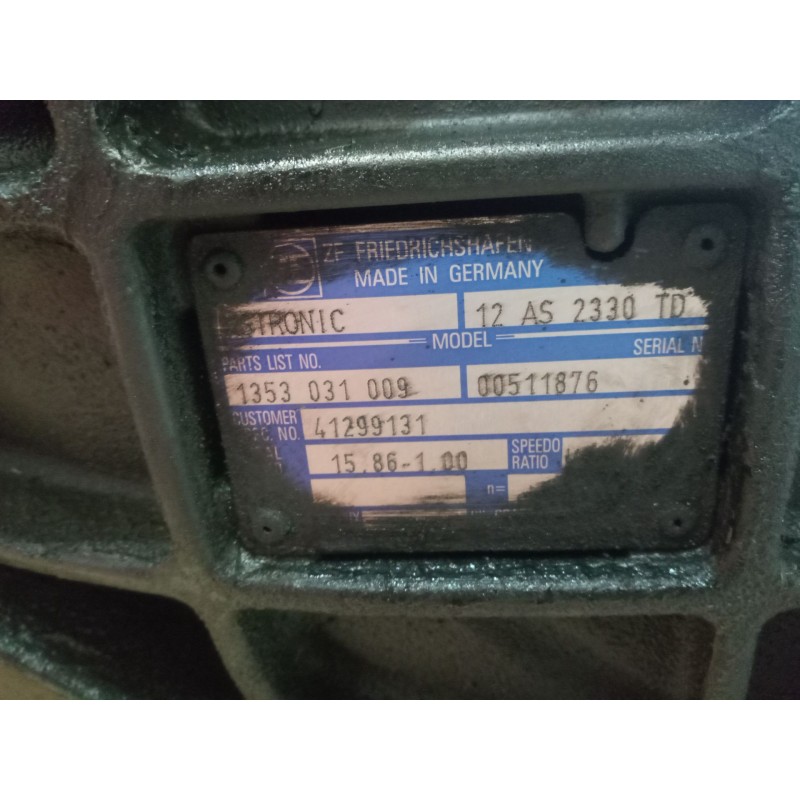 ZF FRIEDRICHSHAFEN
MADE IN GERMANY
TRONIC 12 AS 2330 TD
MODEL
PARTS LIST NO. SERIAL N
1353 031 009 00511876
CUSTOMER
NO. 41299131
15.86-1.00 SPEEDO
RATIO
n=